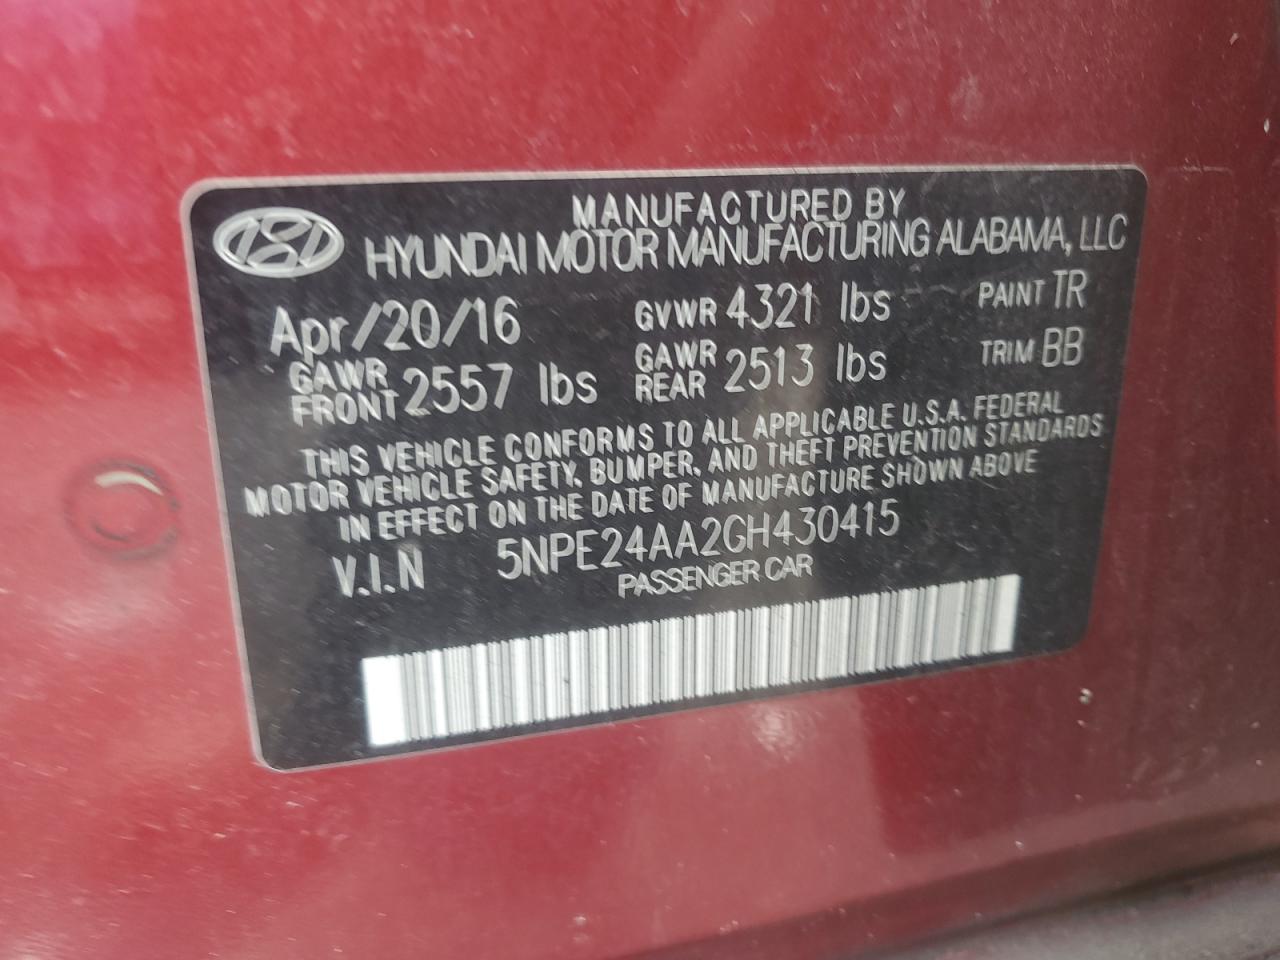 MANUFACTURED BY
HYUNDAI MOTOR MANUFACTURING ALABAMA, LLC
Apr/20/16 GVWR 4321 lbs PAINT TR
GAWR FRONT 2557 lbs GAWR REAR 2513 lbs TRIM BB
THIS VEHICLE CONFORMS TO ALL APPLICABLE U.S.A. FEDERAL
MOTOR VEHICLE SAFETY, BUMPER, AND THEFT PREVENTION STANDARDS
IN EFFECT ON THE DATE OF MANUFACTURE SHOWN ABOVE
V.I.N 5NPE24AA2GH430415
PASSENGER CAR